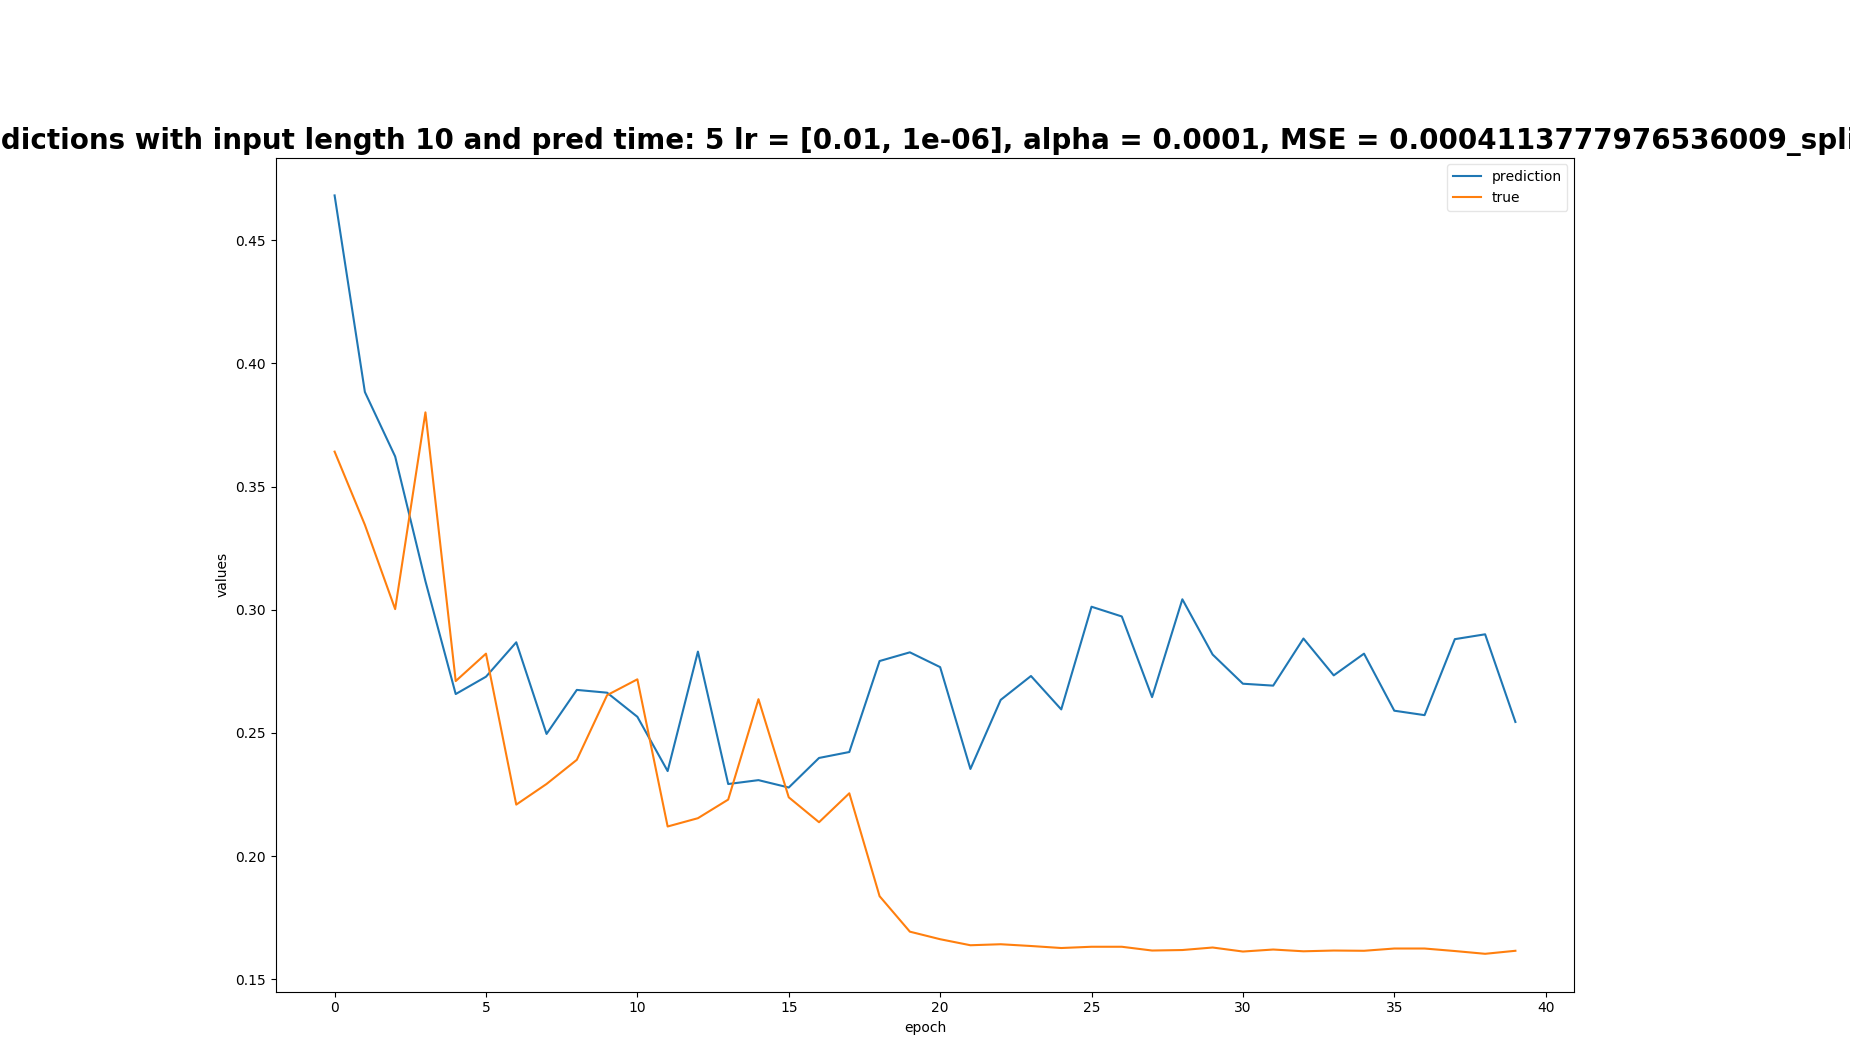 dictions with input length 10 and pred time: 5 lr = [0.01, 1e-06], alpha = 0.0001, MSE = 0.0004113777976536009_spli
prediction
true
0.45
0.40
0.35
0.30
0.25
0.20
0.15
values
0 5 10 15 20 25 30 35 40
epoch